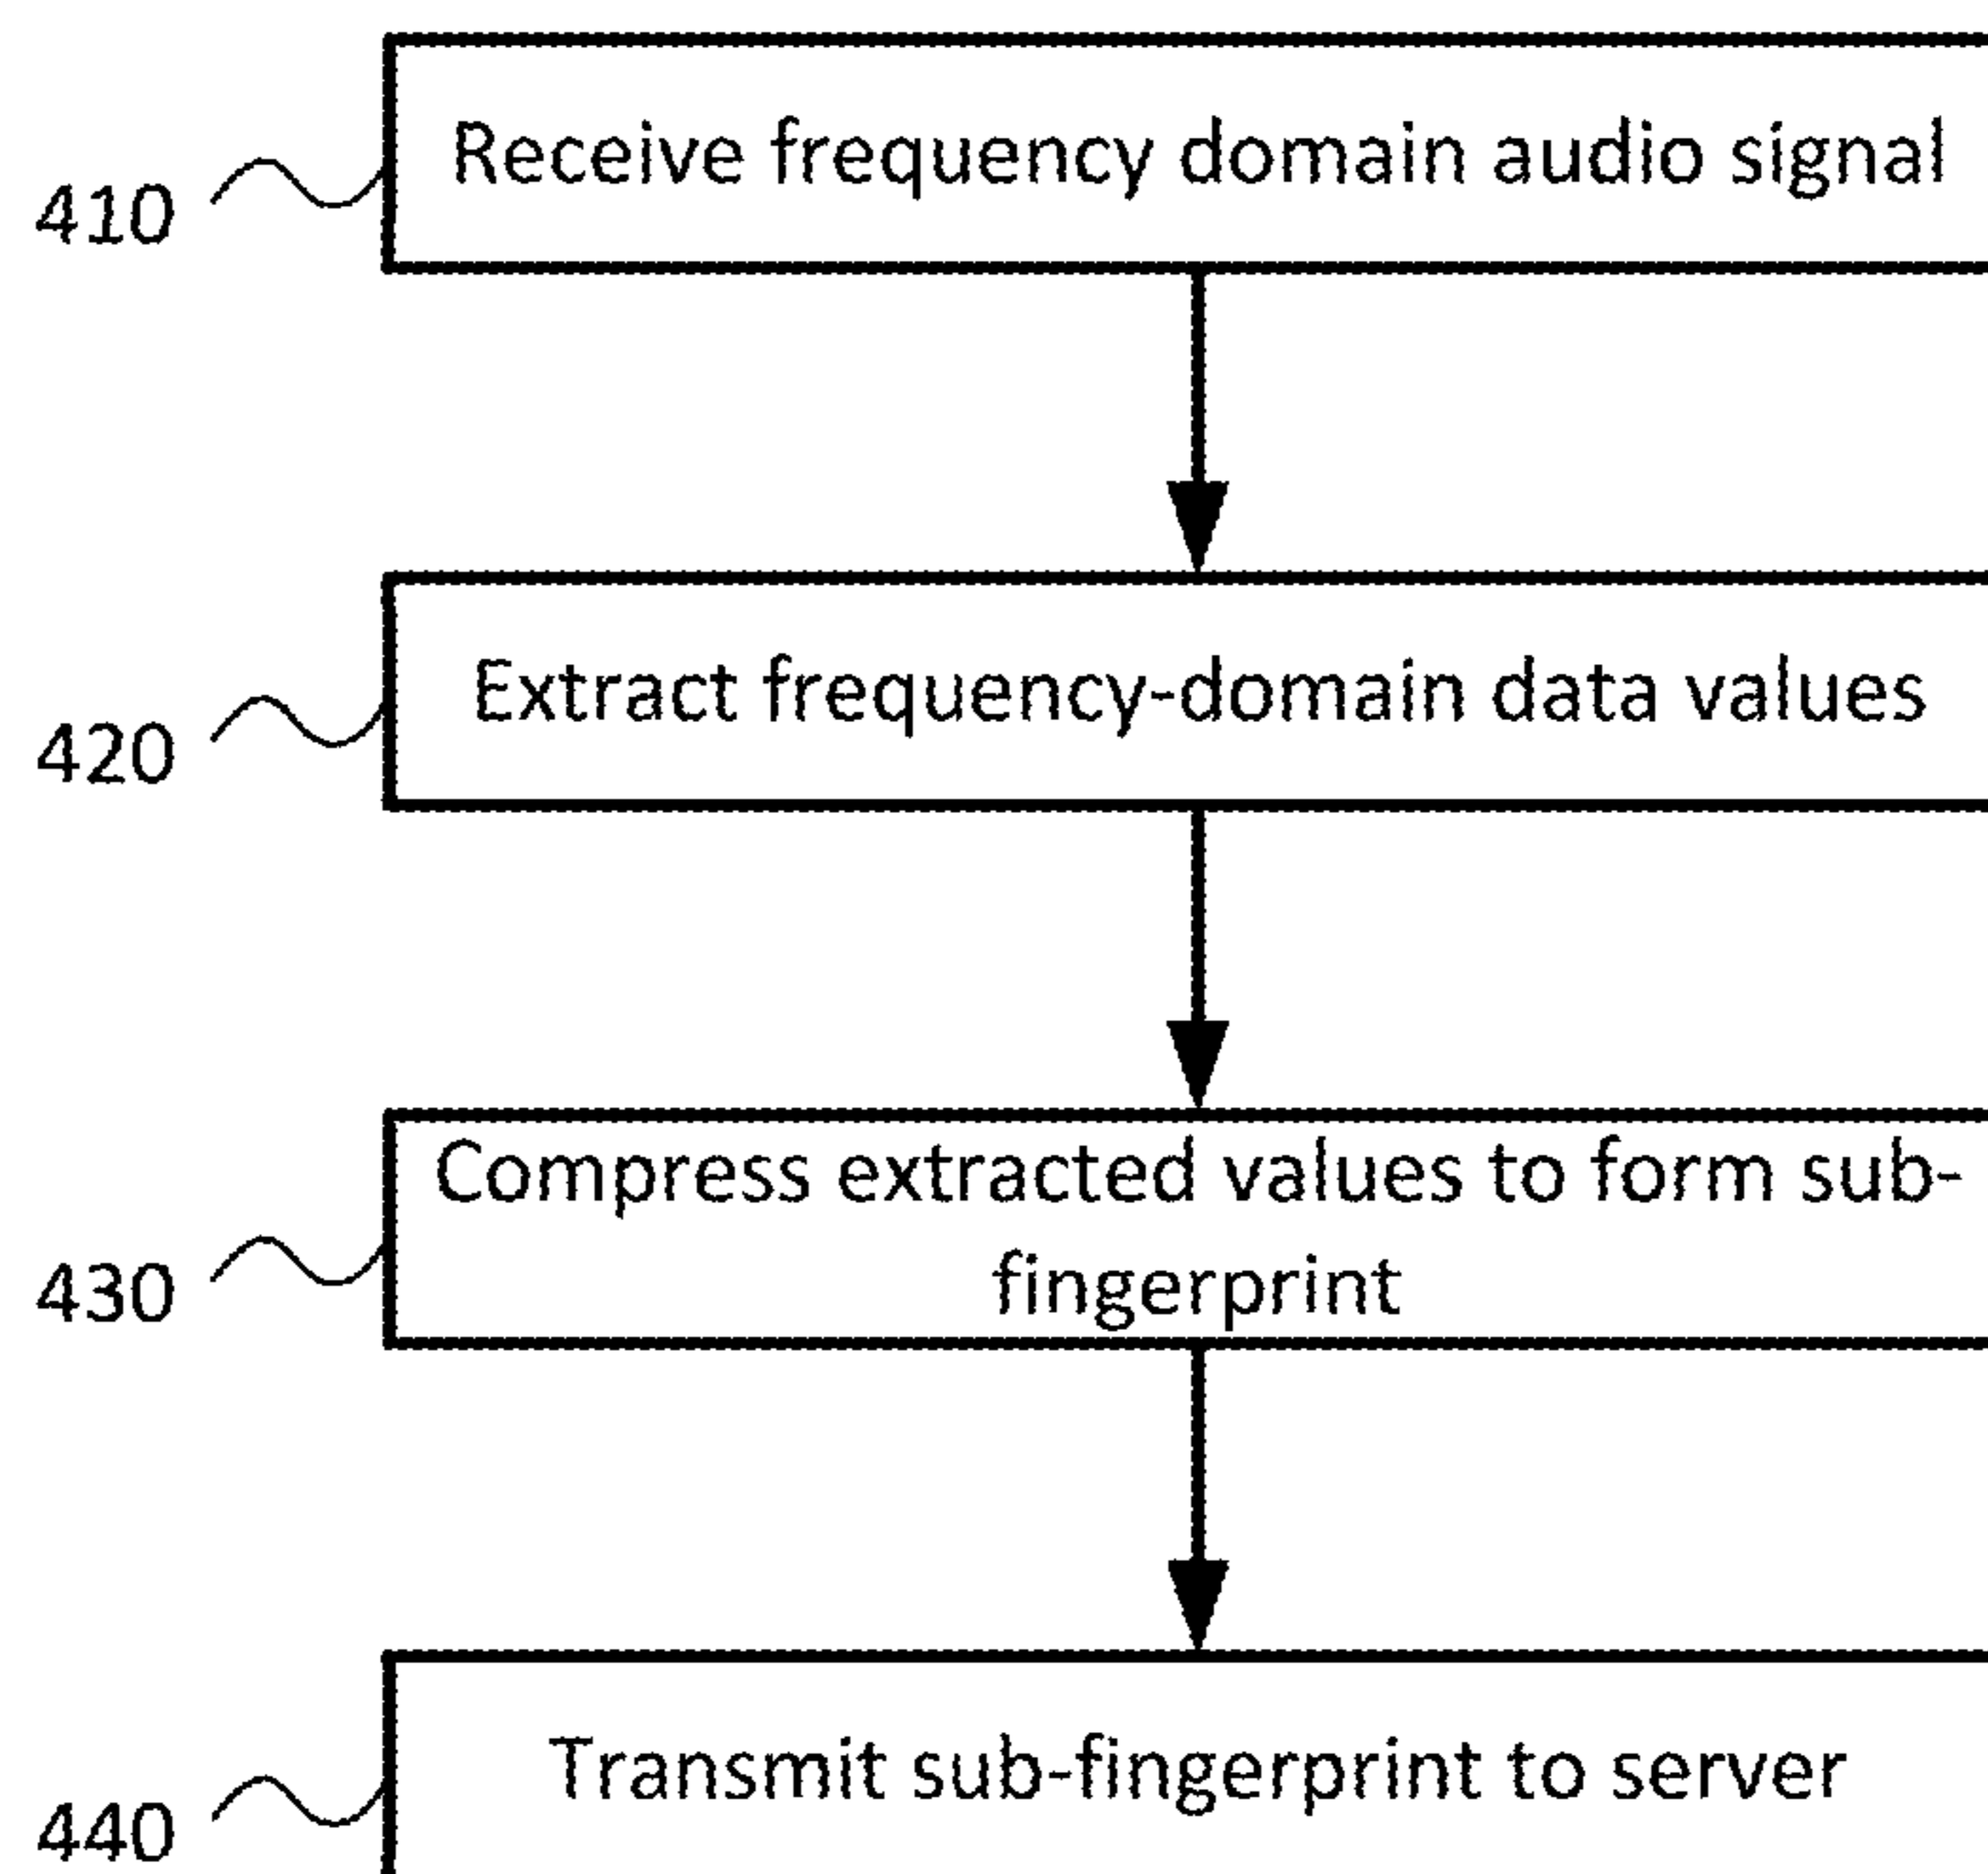 Receive frequency domain audio signal
410
Extract frequency-domain data values
420
Compress extracted values to form sub-
fingerprint
430
Transmit sub-fingerprint to server
440